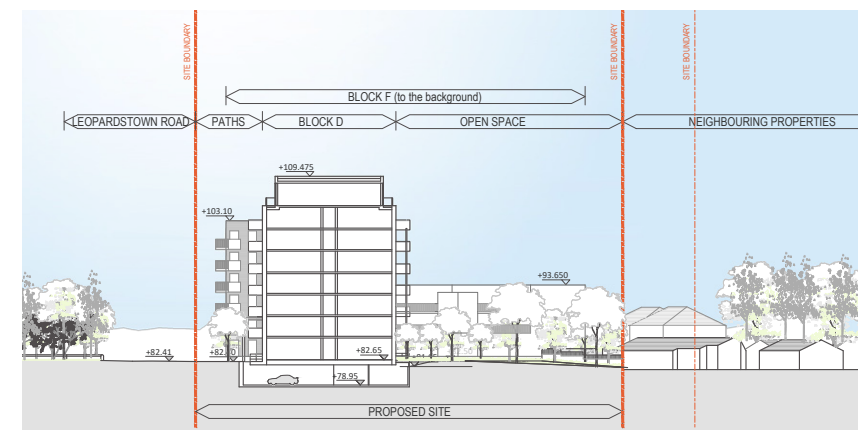 SITE BOUNDARY
SITE BOUNDARY
SITE BOUNDARY
BLOCK F (to the background)
LEOPARDSTOWN ROAD
PATHS
BLOCK D
OPEN SPACE
NEIGHBOURING PROPERTIES
+109.475
+103.10
+93.650
+82.41
+82.65
+78.95
PROPOSED SITE